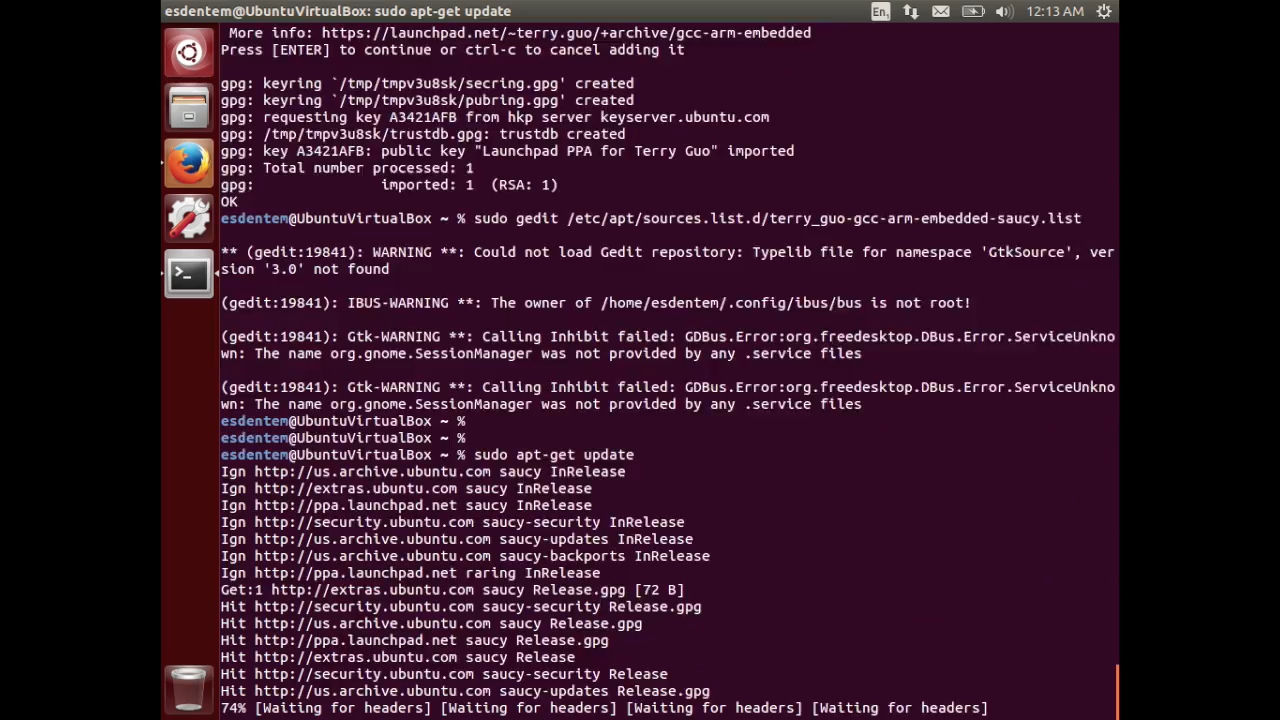 esdentem@UbuntuVirtualBox: sudo apt-get update
En
12:13 AM
More info: https://launchpad.net/~terry.guo/+archive/gcc-arm-embedded
Press [ENTER] to continue or ctrl-c to cancel adding it
gpg: keyring `/tmp/tmpv3u8sk/secring.gpg' created
gpg: keyring `/tmp/tmpv3u8sk/pubring.gpg' created
gpg: requesting key A3421AFB from hkp server keyserver.ubuntu.com
gpg: /tmp/tmpv3u8sk/trustdb.gpg: trustdb created
gpg: key A3421AFB: public key "Launchpad PPA for Terry Guo" imported
gpg: Total number processed: 1
gpg:               imported: 1  (RSA: 1)
OK
esdentem@UbuntuVirtualBox ~ % sudo gedit /etc/apt/sources.list.d/terry_guo-gcc-arm-embedded-saucy.list
** (gedit:19841): WARNING **: Could not load Gedit repository: Typelib file for namespace 'GtkSource', ver
sion '3.0' not found
(gedit:19841): IBUS-WARNING **: The owner of /home/esdentem/.config/ibus/bus is not root!
(gedit:19841): Gtk-WARNING **: Calling Inhibit failed: GDBus.Error:org.freedesktop.DBus.Error.ServiceUnkno
wn: The name org.gnome.SessionManager was not provided by any .service files
(gedit:19841): Gtk-WARNING **: Calling Inhibit failed: GDBus.Error:org.freedesktop.DBus.Error.ServiceUnkno
wn: The name org.gnome.SessionManager was not provided by any .service files
esdentem@UbuntuVirtualBox ~ %
esdentem@UbuntuVirtualBox ~ %
esdentem@UbuntuVirtualBox ~ % sudo apt-get update
Ign http://us.archive.ubuntu.com saucy InRelease
Ign http://extras.ubuntu.com saucy InRelease
Ign http://ppa.launchpad.net saucy InRelease
Ign http://security.ubuntu.com saucy-security InRelease
Ign http://us.archive.ubuntu.com saucy-updates InRelease
Ign http://us.archive.ubuntu.com saucy-backports InRelease
Ign http://ppa.launchpad.net raring InRelease
Get:1 http://extras.ubuntu.com saucy Release.gpg [72 B]
Hit http://security.ubuntu.com saucy-security Release.gpg
Hit http://us.archive.ubuntu.com saucy Release.gpg
Hit http://ppa.launchpad.net saucy Release.gpg
Hit http://extras.ubuntu.com saucy Release
Hit http://security.ubuntu.com saucy-security Release
Hit http://us.archive.ubuntu.com saucy-updates Release.gpg
74% [Waiting for headers] [Waiting for headers] [Waiting for headers] [Waiting for headers]